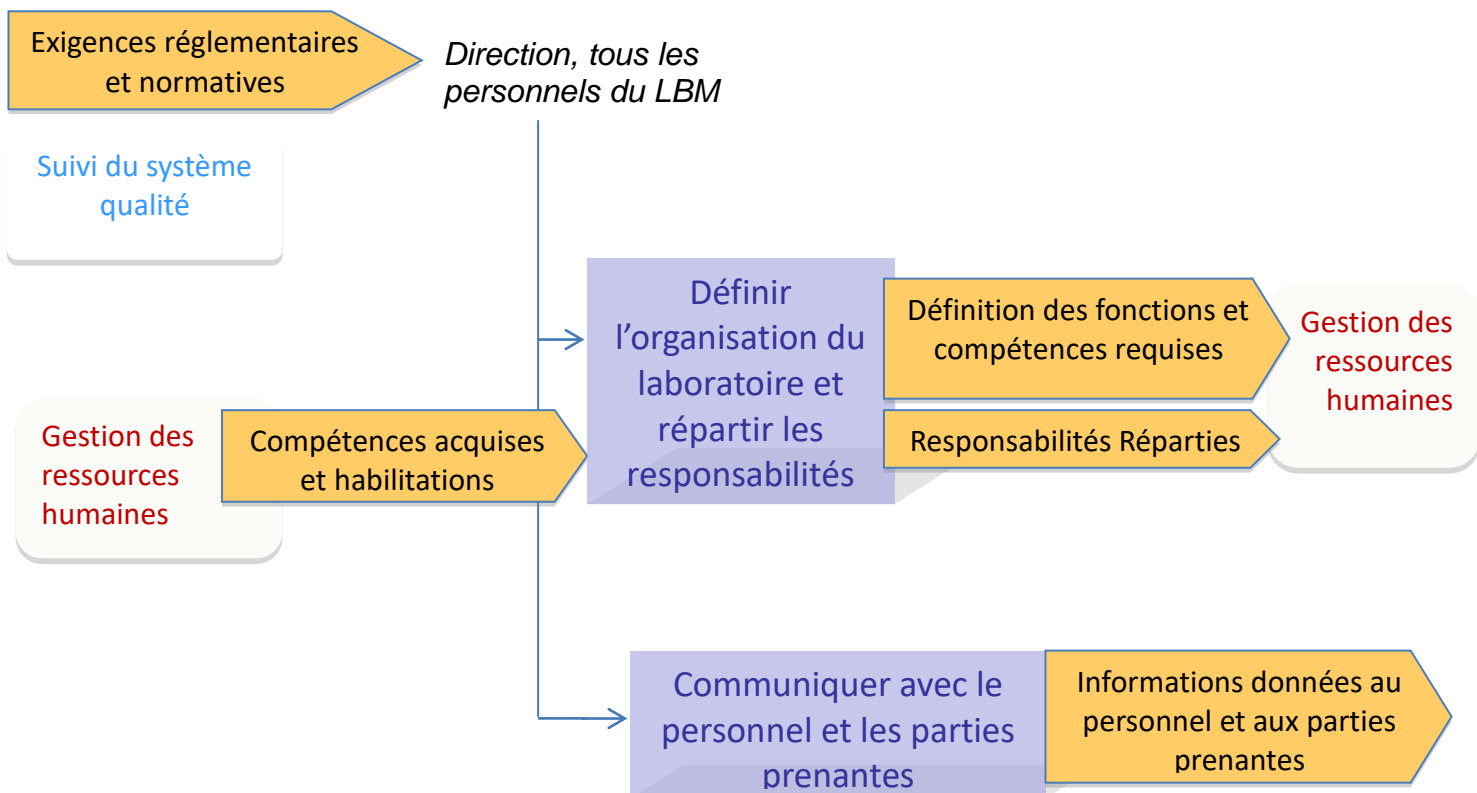 Exigences réglementaires
et normatives
Direction, tous les
personnels du LBM
Suivi du système
qualité
Définir
l’organisation du
laboratoire et
répartir les
responsabilités
Définition des fonctions et
compétences requises
Gestion des
ressources
humaines
Responsabilités Réparties
Gestion des
ressources
humaines
Compétences acquises
et habilitations
Communiquer avec le
personnel et les parties
prenantes
Informations données au
personnel et aux parties
prenantes